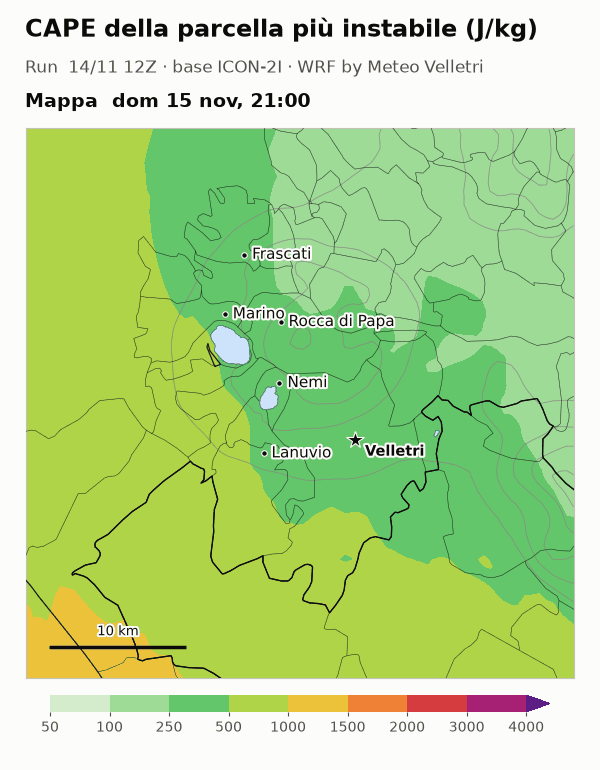 CAPE della parcella più instabile (J/kg)
Run 14/11 12Z · base ICON-2I · WRF by Meteo Velletri
Mappa dom 15 nov, 21:00
Frascati
Marino
Rocca di Papa
Nemi
Velletri
Lanuvio
10 km
50 100 250 500 1000 1500 2000 3000 4000